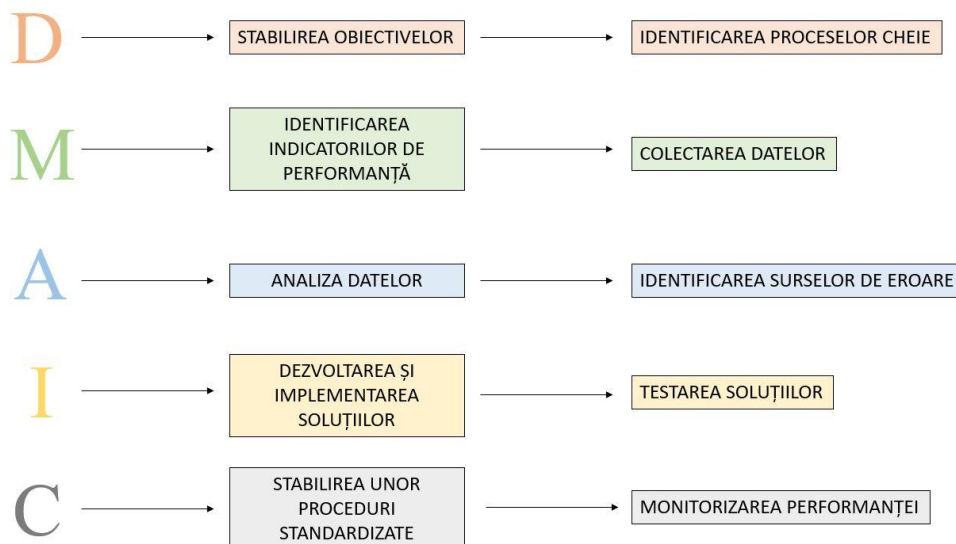 D
STABILIREA OBIECTIVELOR
IDENTIFICAREA PROCESELOR CHEIE
M
IDENTIFICAREA
INDICATORILOR DE
PERFORMANȚĂ
COLECTAREA DATELOR
A
ANALIZA DATELOR
IDENTIFICAREA SURSELOR DE EROARE
I
DEZVOLTAREA ȘI
IMPLEMENTAREA
SOLUȚIILOR
TESTAREA SOLUȚIILOR
C
STABILIREA UNOR
PROCEDURI
STANDARDIZATE
MONITORIZAREA PERFORMANȚEI